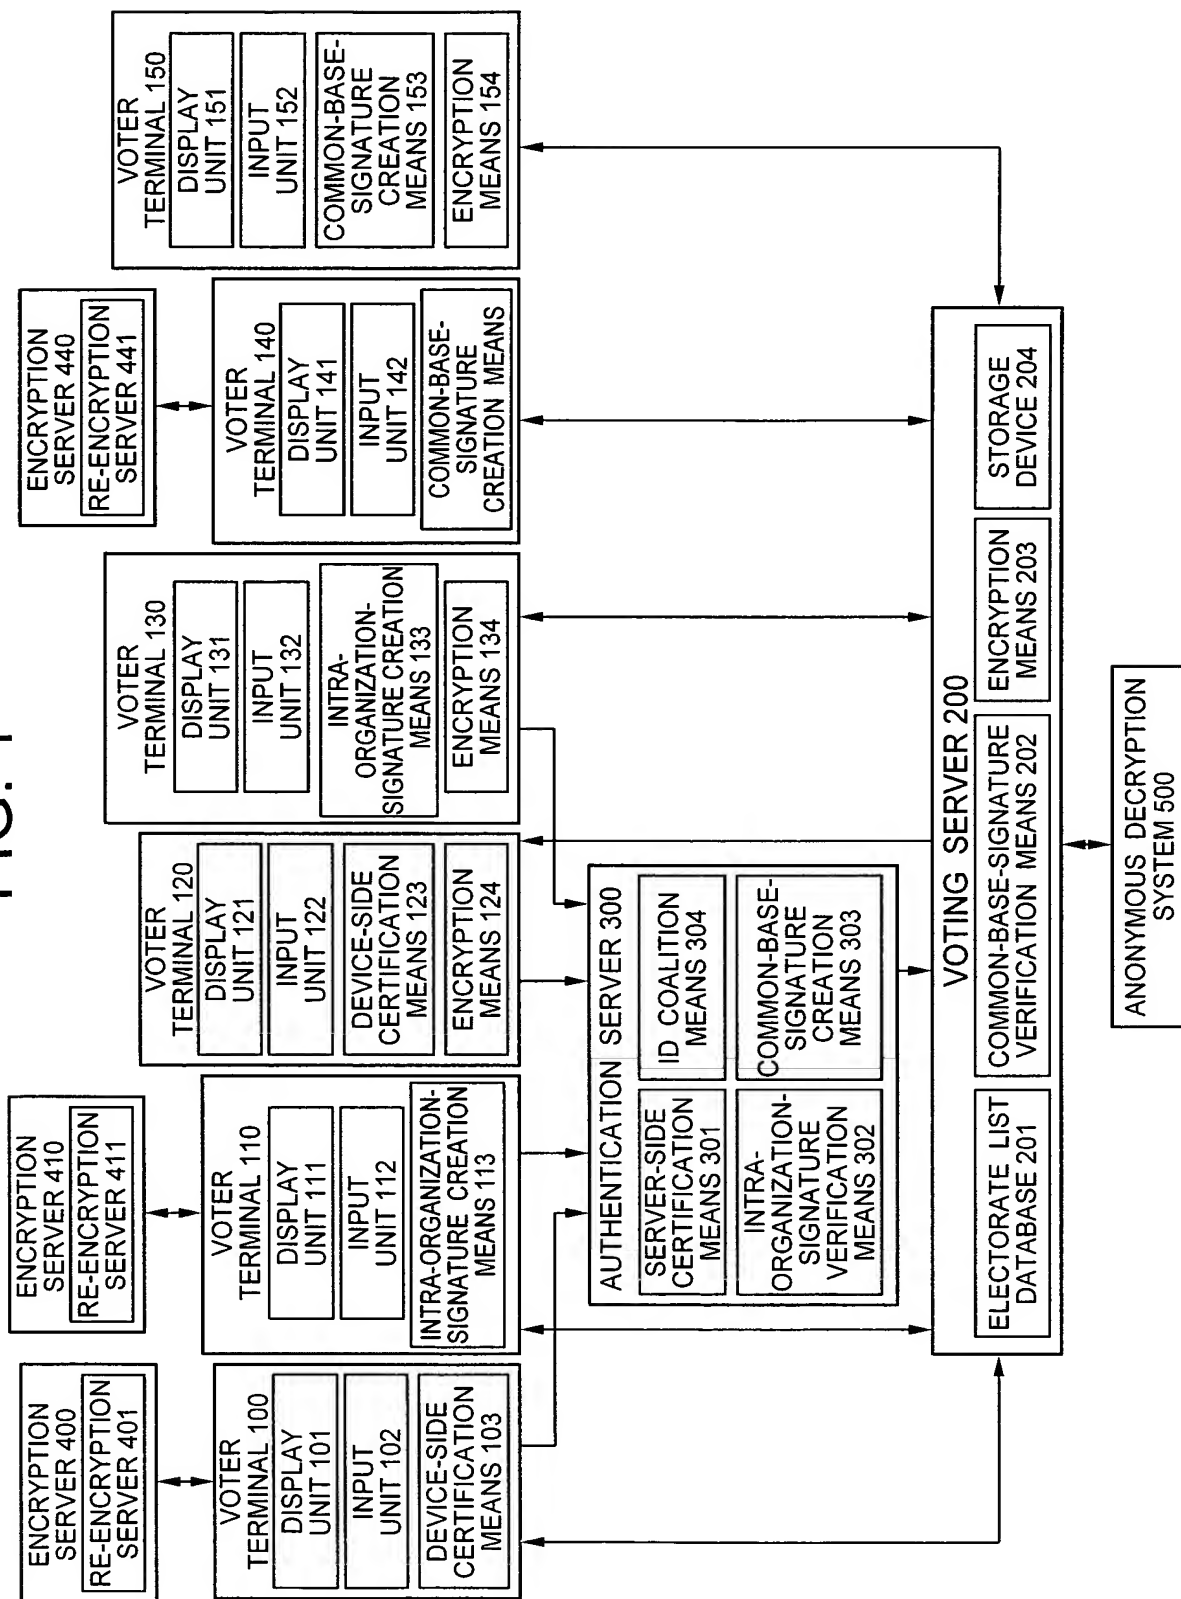 ENCRYPTION
SERVER 400
RE-ENCRYPTION
SERVER 401
ENCRYPTION
SERVER 410
RE-ENCRYPTION
SERVER 411
ENCRYPTION
SERVER 440
RE-ENCRYPTION
SERVER 441
VOTER
TERMINAL 100
DISPLAY
UNIT 101
INPUT
UNIT 102
DEVICE-SIDE
CERTIFICATION
MEANS 103
VOTER
TERMINAL 110
DISPLAY
UNIT 111
INPUT
UNIT 112
INTRA-ORGANIZATION-
SIGNATURE CREATION
MEANS 113
VOTER
TERMINAL 120
DISPLAY
UNIT 121
INPUT
UNIT 122
DEVICE-SIDE
CERTIFICATION
MEANS 123
ENCRYPTION
MEANS 124
VOTER
TERMINAL 130
DISPLAY
UNIT 131
INPUT
UNIT 132
INTRA-
ORGANIZATION-
SIGNATURE CREATION
MEANS 133
ENCRYPTION
MEANS 134
VOTER
TERMINAL 140
DISPLAY
UNIT 141
INPUT
UNIT 142
COMMON-BASE-
SIGNATURE
CREATION MEANS
VOTER
TERMINAL 150
DISPLAY
UNIT 151
INPUT
UNIT 152
COMMON-BASE-
SIGNATURE
CREATION
MEANS 153
ENCRYPTION
MEANS 154
AUTHENTICATION SERVER 300
SERVER-SIDE
CERTIFICATION
MEANS 301
ID COALITION
MEANS 304
INTRA-
ORGANIZATION-
SIGNATURE
VERIFICATION
MEANS 302
COMMON-BASE-
SIGNATURE
CREATION
MEANS 303
VOTING SERVER 200
ELECTORATE LIST
DATABASE 201
COMMON-BASE-SIGNATURE
VERIFICATION MEANS 202
ENCRYPTION
MEANS 203
STORAGE
DEVICE 204
ANONYMOUS DECRYPTION
SYSTEM 500